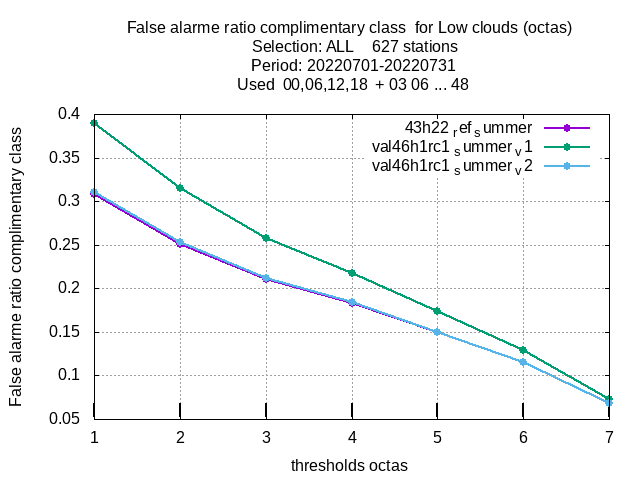 False alarme ratio complimentary class  for Low clouds (octas)
Selection: ALL    627 stations
Period: 20220701-20220731
Used  00,06,12,18  + 03 06 ... 48
False alarme ratio complimentary class
0.4
0.35
0.3
0.25
0.2
0.15
0.1
0.05
43h22 ref summer
val46h1rc1 summer v1
val46h1rc1 summer v2
1 2 3 4 5 6 7
thresholds octas